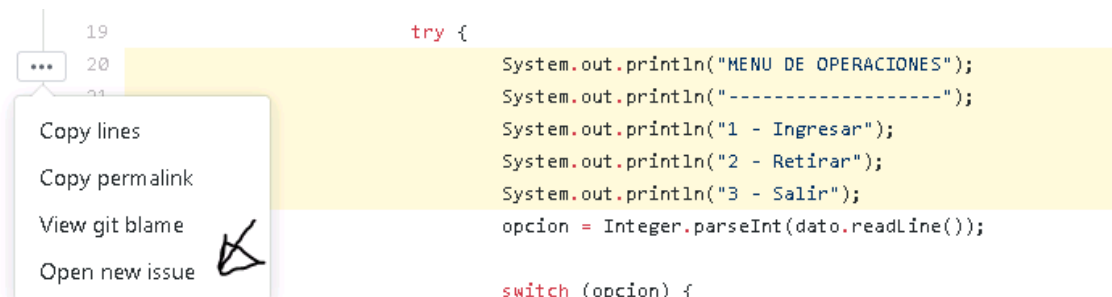 19 try {
••• 20 System.out.println("MENU DE OPERACIONES");
21 System.out.println("-------------------");
Copy lines System.out.println("1 - Ingresar");
System.out.println("2 - Retirar");
Copy permalink System.out.println("3 - Salir");
View git blame opcion = Integer.parseInt(dato.readLine());
Open new issue
switch (opcion) {